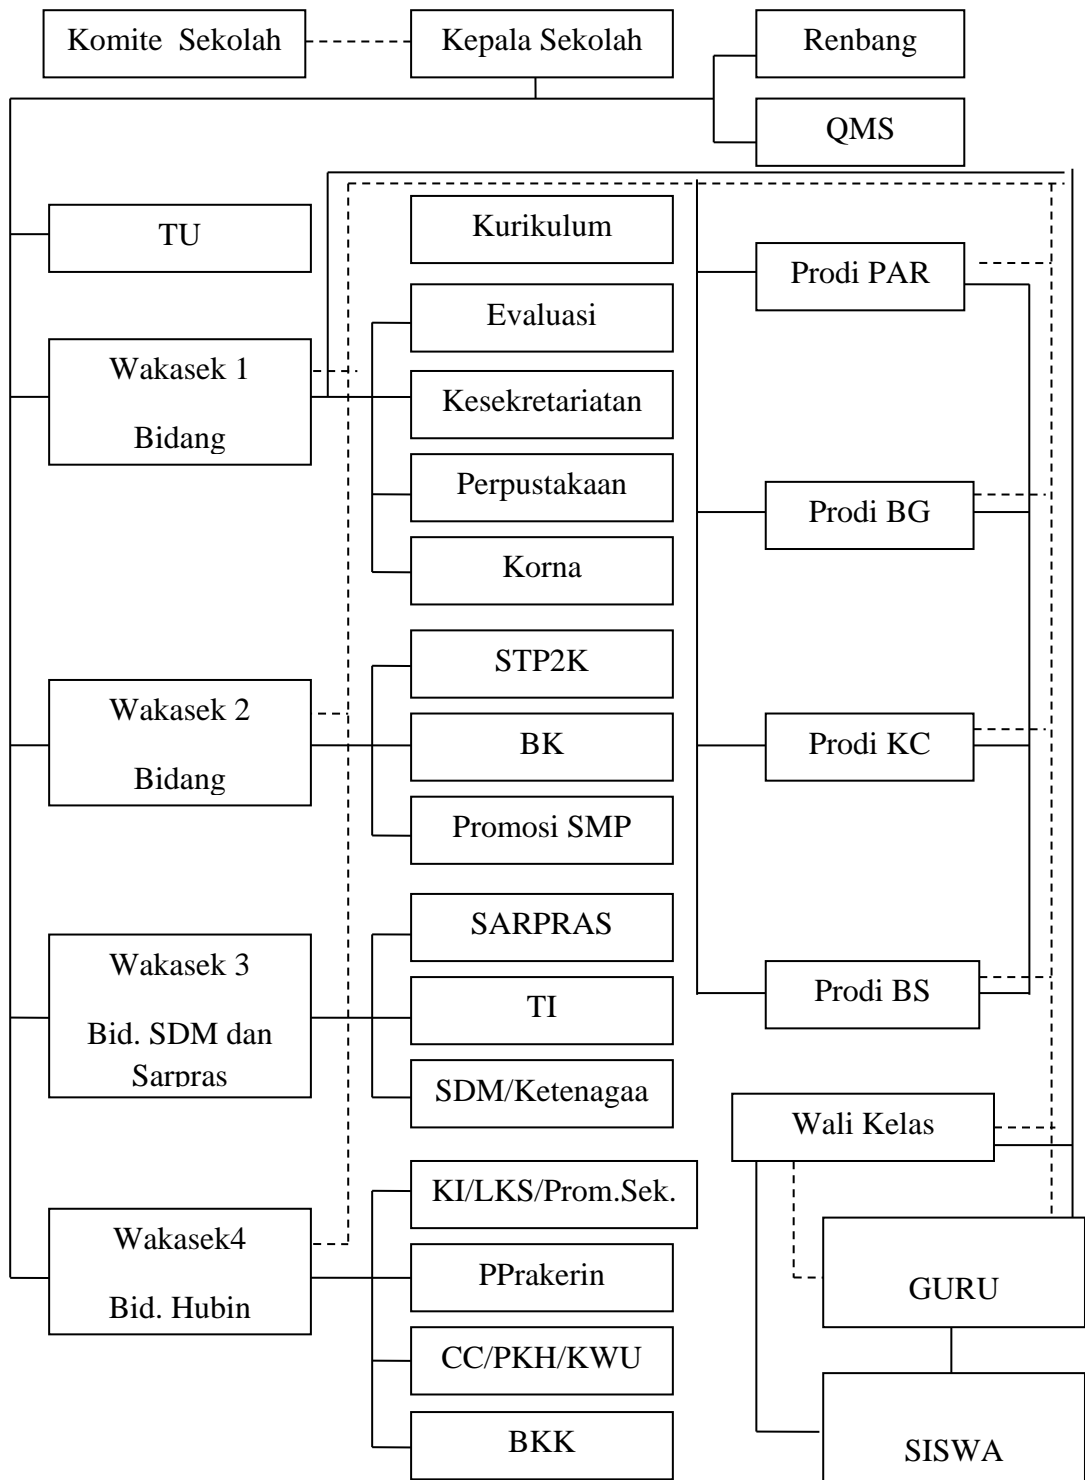 Komite Sekolah
Kepala Sekolah
Renbang
QMS
TU
Kurikulum
Prodi PAR
Evaluasi
Wakasek 1
Bidang
Kesekretariatan
Perpustakaan
Prodi BG
Korna
STP2K
Wakasek 2
Bidang
BK
Prodi KC
Promosi SMP
SARPRAS
Wakasek 3
Bid. SDM dan
Sarpras
TI
Prodi BS
SDM/Ketenagaa
Wali Kelas
KI/LKS/Prom.Sek.
Wakasek4
Bid. Hubin
PPrakerin
GURU
CC/PKH/KWU
BKK
SISWA